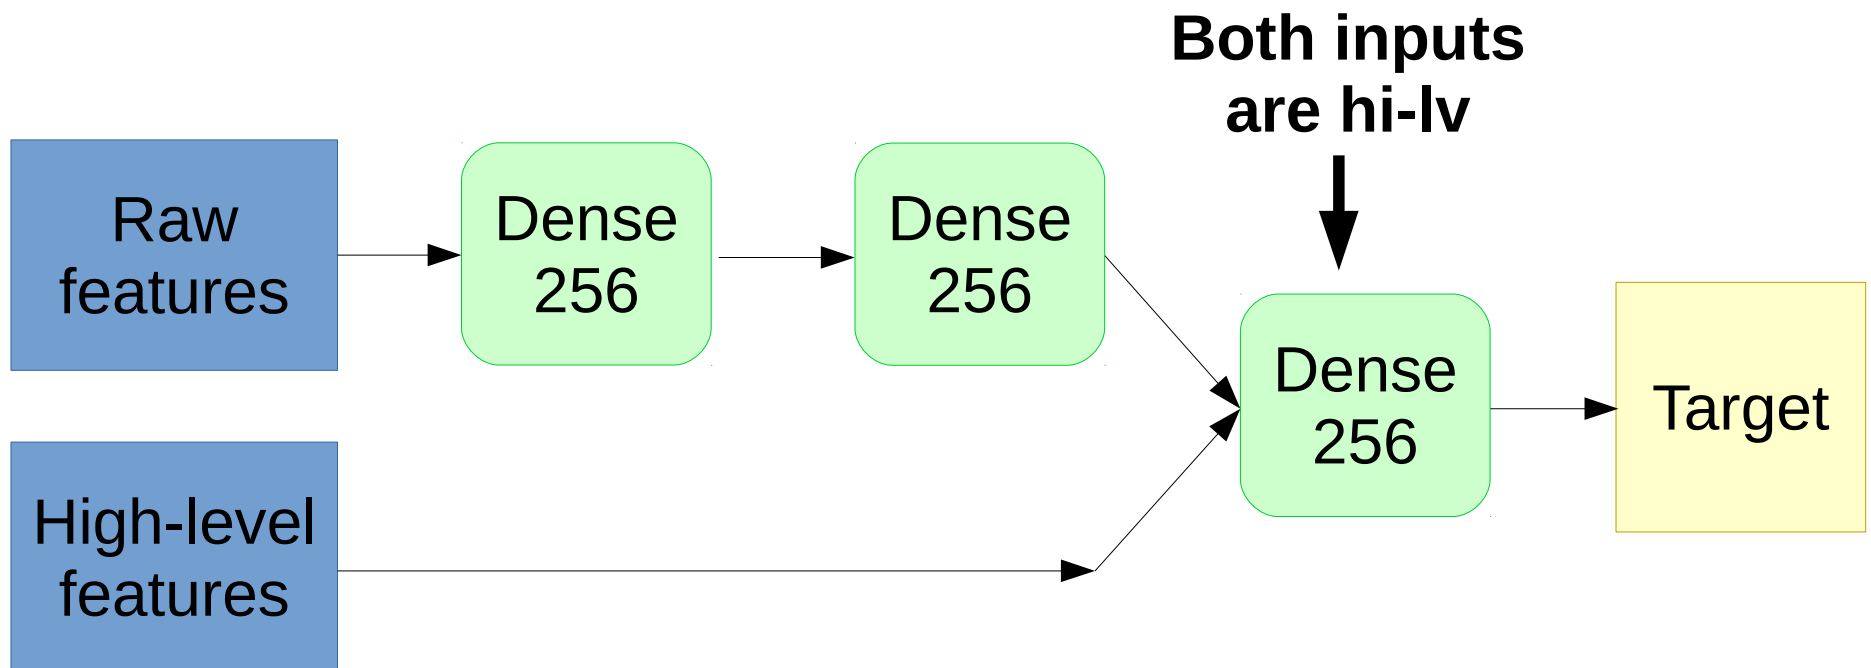 Both inputs
are hi-lv
Raw
features
Dense
256
Dense
256
Dense
256
Target
High-level
features